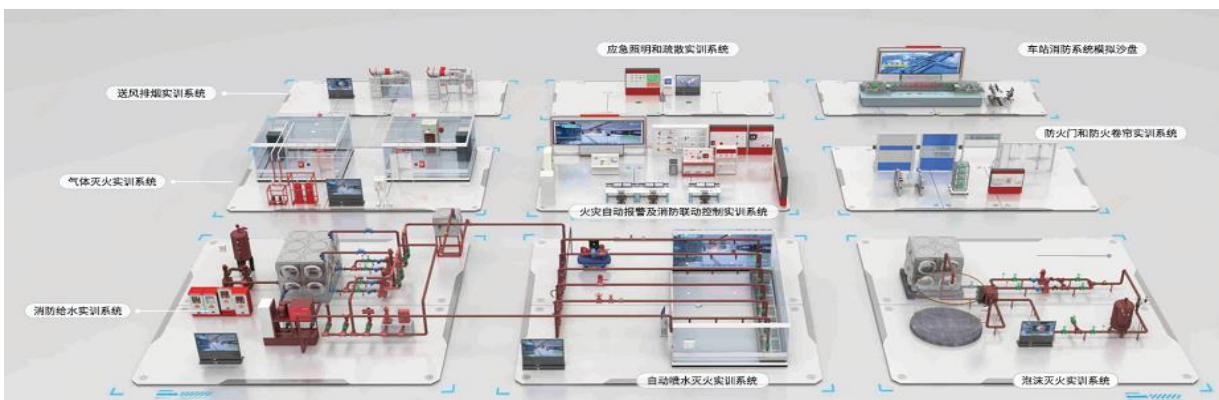 应急照明和疏散实训系统
车站消防系统模拟沙盘
送风排烟实训系统
防火门和防火卷帘实训系统
气体灭火实训系统
火灾自动报警及消防联动控制实训系统
消防给水实训系统
自动喷水灭火实训系统
泡沫灭火实训系统